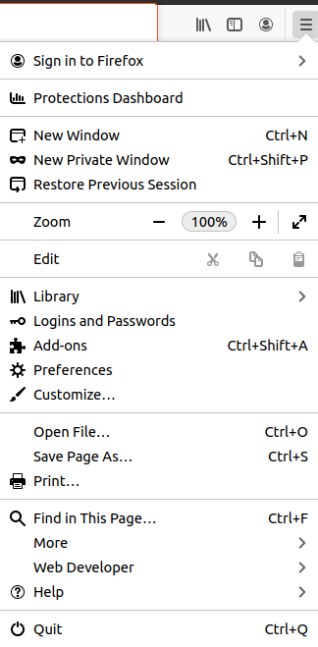 Sign in to Firefox
Protections Dashboard
New Window Ctrl+N
New Private Window Ctrl+Shift+P
Restore Previous Session
Zoom 100%
Edit
Library
Logins and Passwords
Add-ons Ctrl+Shift+A
Preferences
Customize…
Open File… Ctrl+O
Save Page As… Ctrl+S
Print…
Find in This Page… Ctrl+F
More
Web Developer
Help
Quit Ctrl+Q